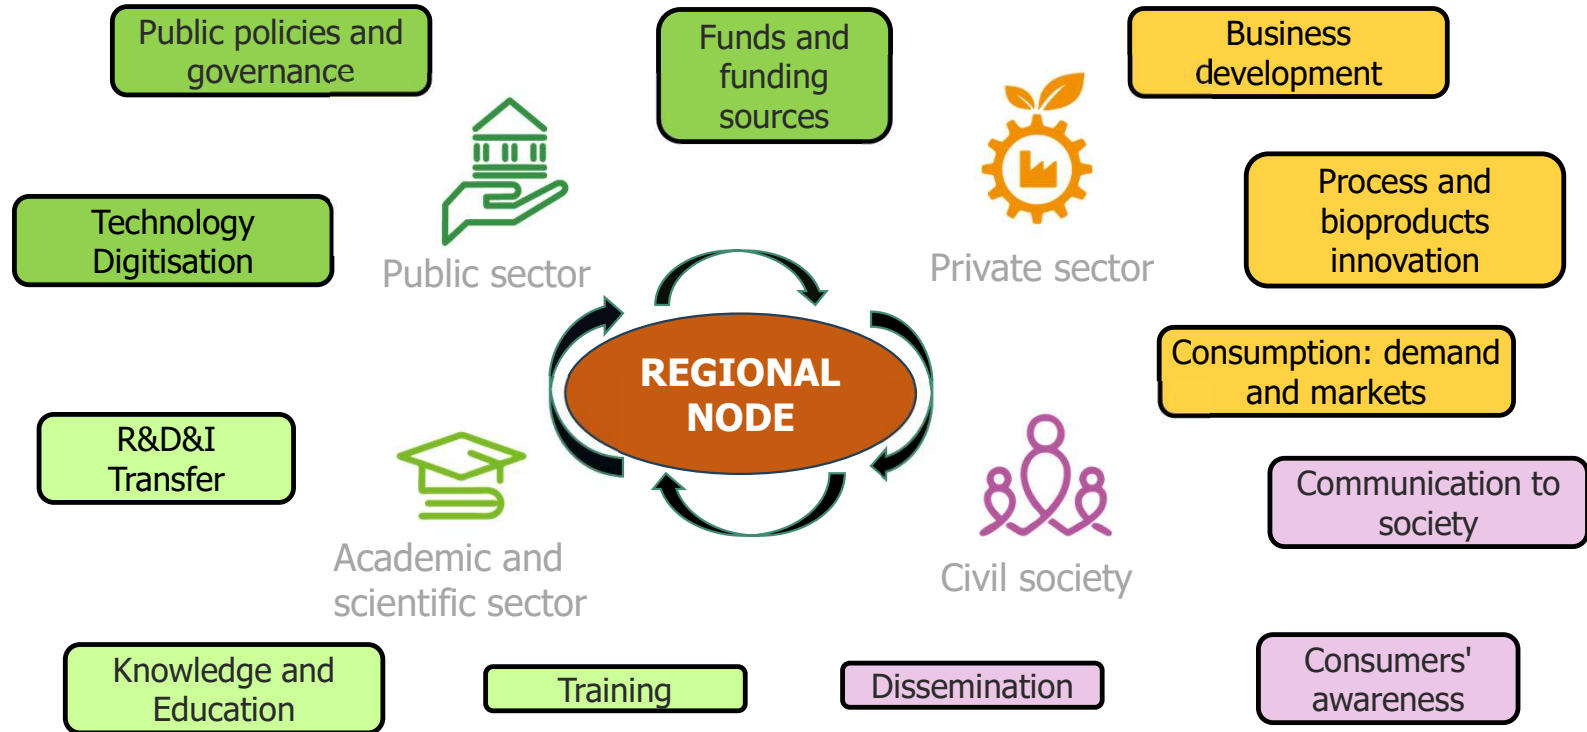 Public policies and
governance
Funds and
funding
sources
Business
development
Technology
Digitisation
Public sector
Private sector
Process and
bioproducts
innovation
REGIONAL
NODE
Consumption: demand
and markets
R&D&I
Transfer
Academic and
scientific sector
Civil society
Communication to
society
Knowledge and
Education
Training
Dissemination
Consumers'
awareness